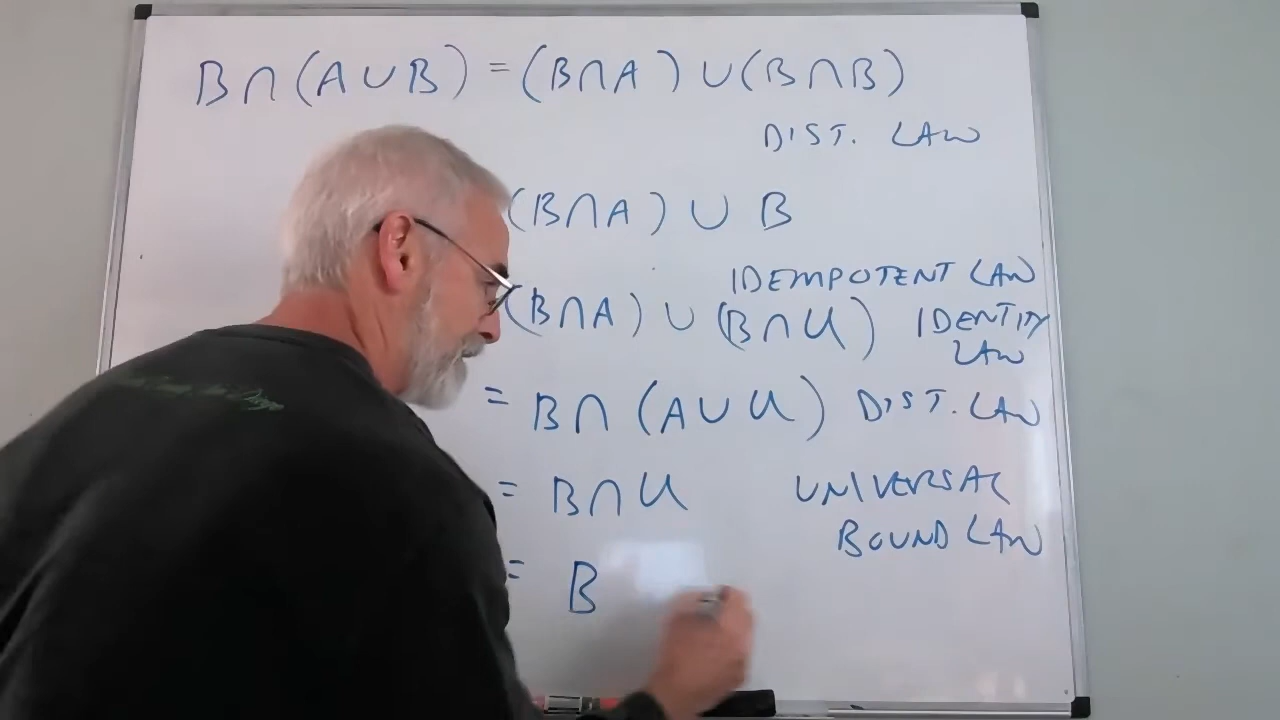 B∩(A∪B) = (B∩A)∪(B∩B)
DIST. LAW
(B∩A)∪B
IDEMPOTENT LAW
(B∩A)∪(B∩U) IDENTITY
LAW
= B∩(A∪U) DIST. LAW
= B∩U UNIVERSAL
BOUND LAW
= B